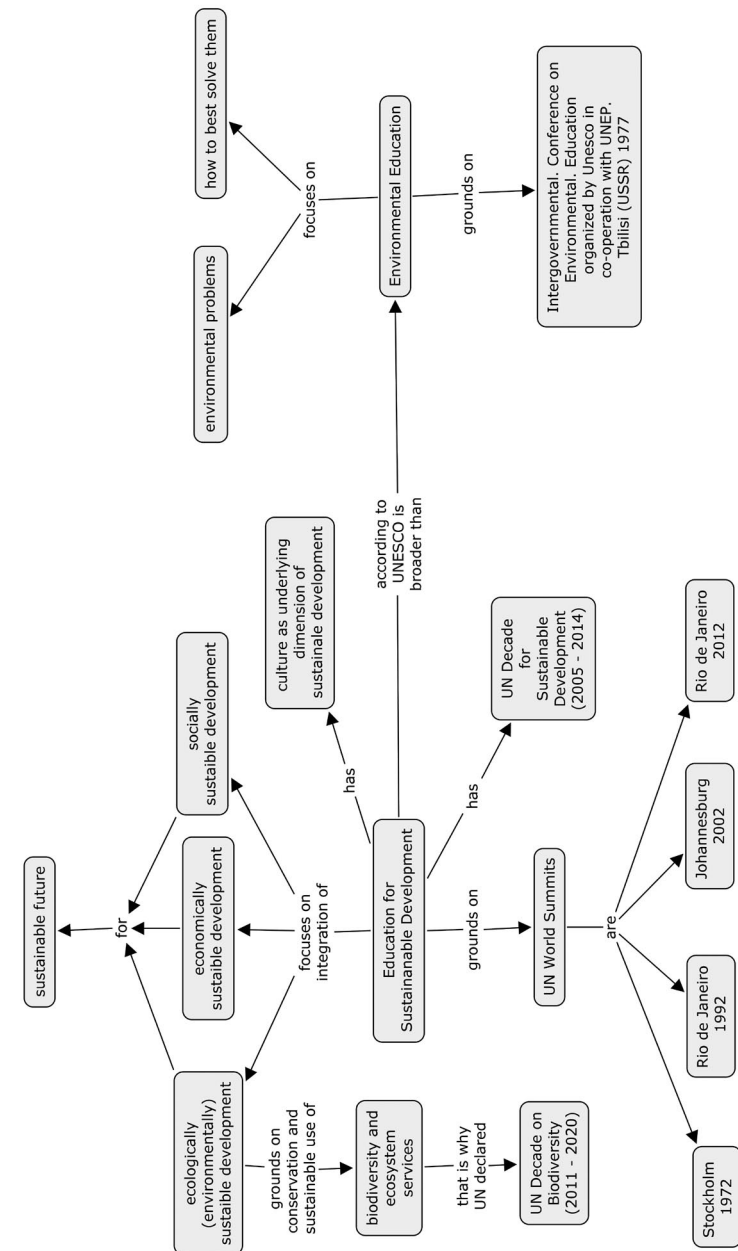 sustainable future
for
ecologically
(environmentally)
sustaible development
economically
sustaible development
socially
sustaible development
environmental problems
how to best solve them
focuses on
integration of
culture as underlying
dimension of
sustainale development
focuses on
grounds on
conservation and
sustainable use of
has
biodiversity and
ecosystem
services
Education for
Sustainanable Development
according to
UNESCO is
broader than
Environmental Education
that is why
UN declared
grounds on
has
grounds on
UN Decade on
Biodiversity
(2011 - 2020)
UN World Summits
UN Decade
for
Sustainable
Development
(2005 - 2014)
Intergovernmental. Conference on
Environmental. Education
organized by Unesco in
co-operation with UNEP.
Tbilisi (USSR) 1977
are
Stockholm
1972
Rio de Janeiro
1992
Johannesburg
2002
Rio de Janeiro
2012